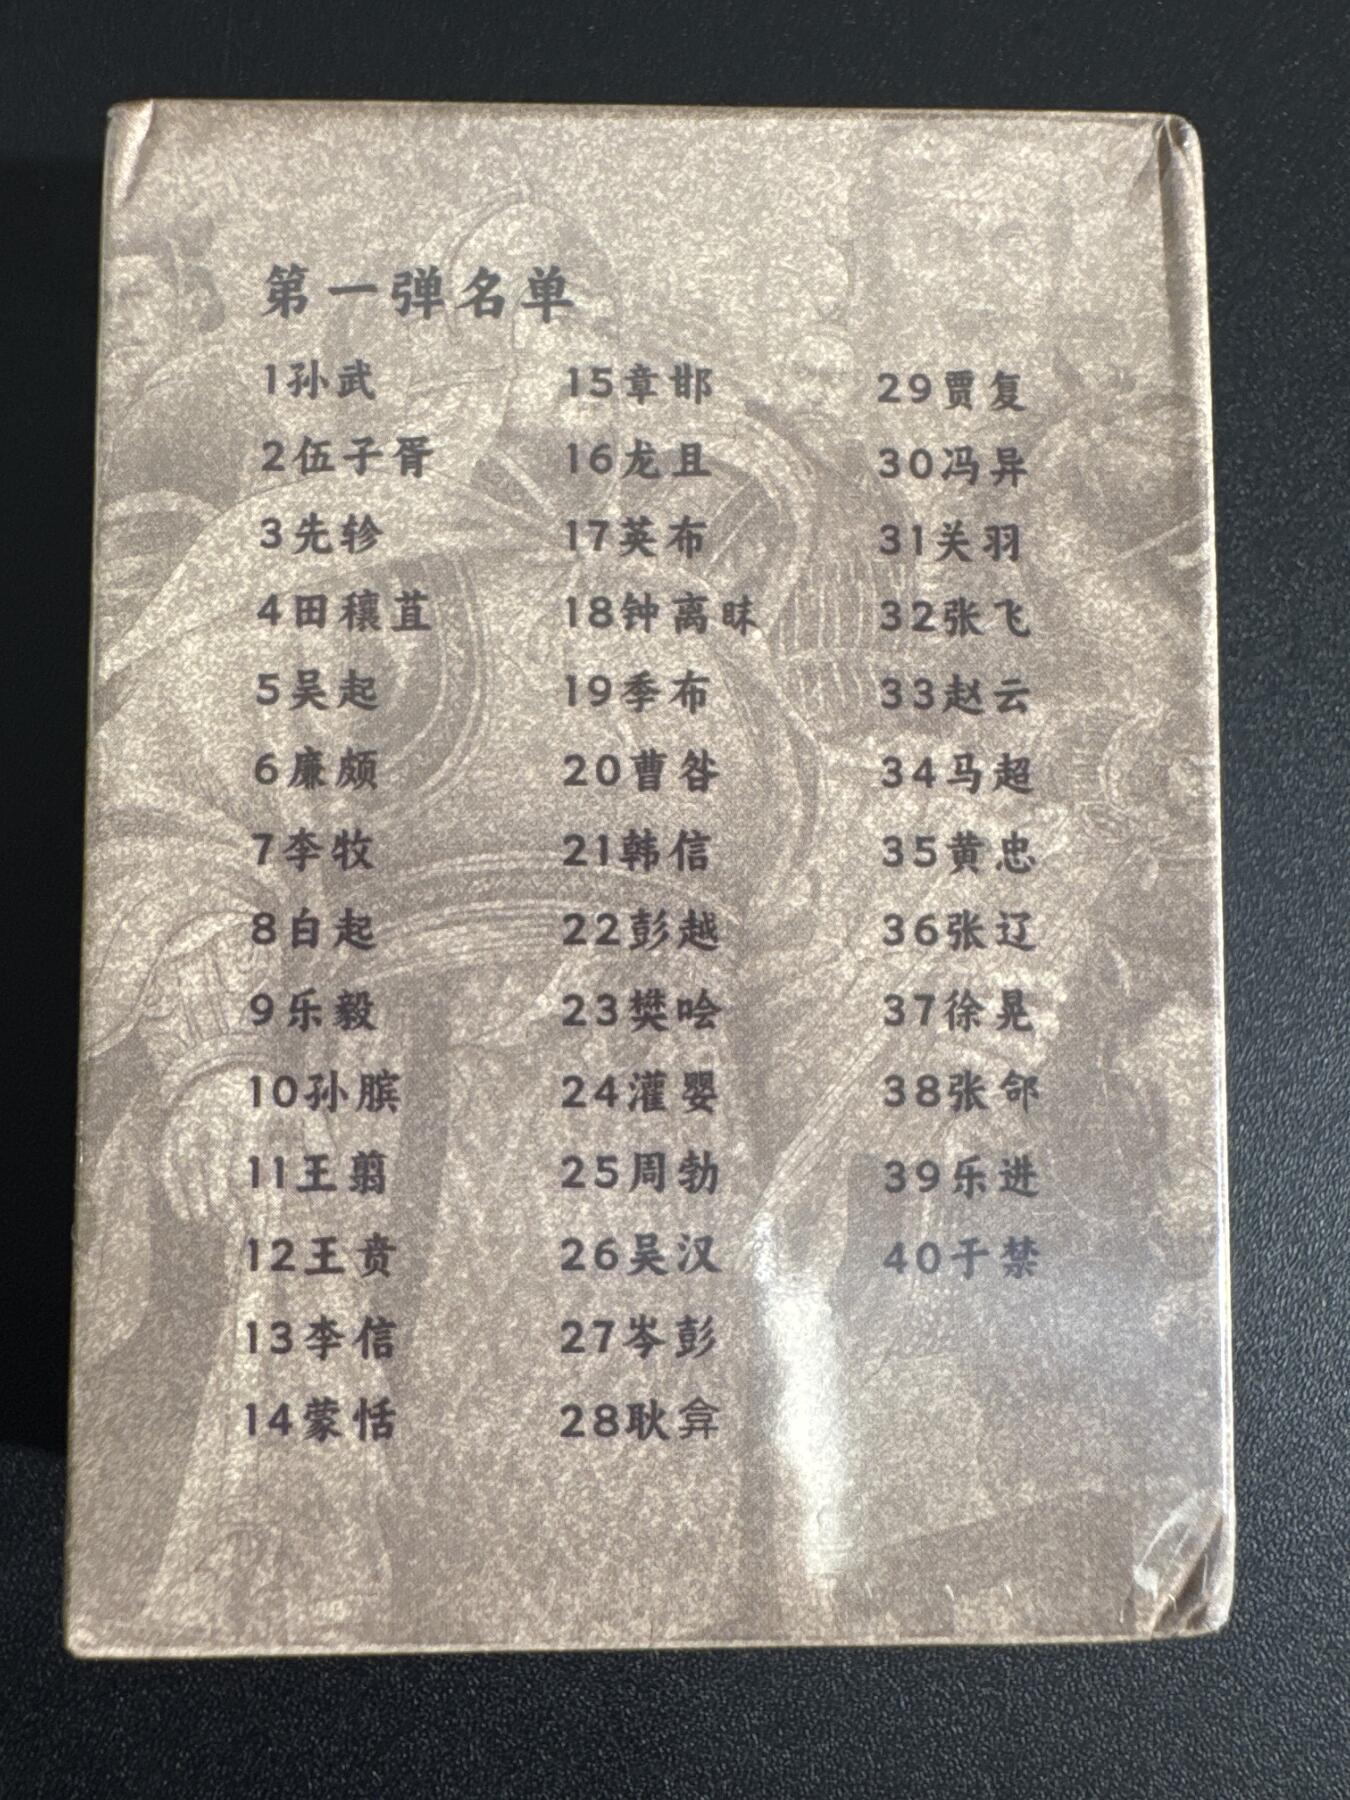 第一弹名单
1孙武
2伍子胥
3先轸
4田穰苴
5吴起
6廉颇
7李牧
8白起
9乐毅
10孙膑
11王翦
12王贲
13李信
14蒙恬
15章邯
16龙且
17英布
18钟离眜
19季布
20曹咎
21韩信
22彭越
23樊哙
24灌婴
25周勃
26吴汉
27岑彭
28耿弇
29贾复
30冯异
31关羽
32张飞
33赵云
34马超
35黄忠
36张辽
37徐晃
38张郃
39乐进
40于禁